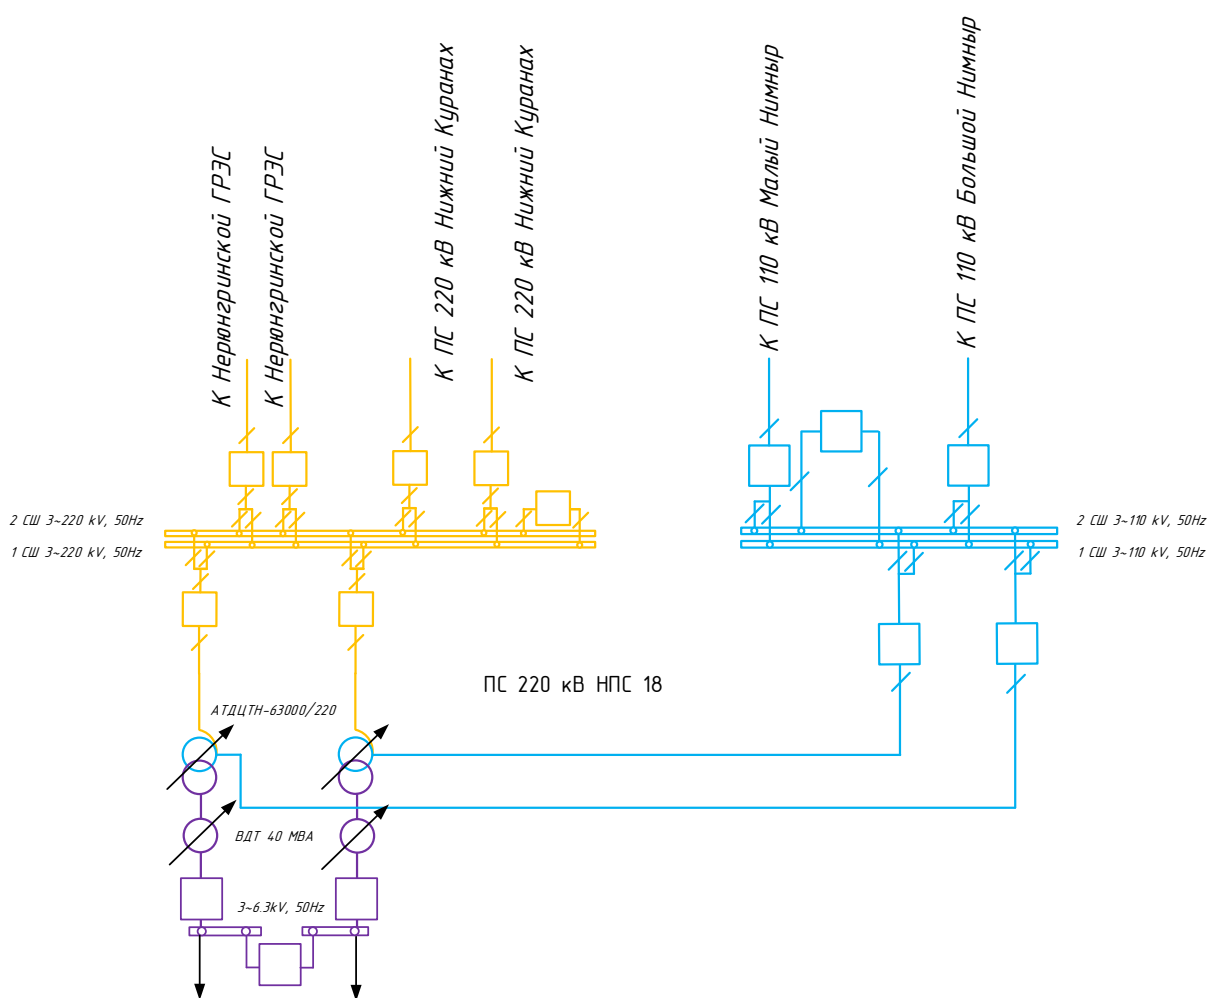 К Нерюнгринской ГРЭС
К Нерюнгринской ГРЭС
К ПС 220 кВ Нижний Куранах
К ПС 220 кВ Нижний Куранах
К ПС 110 кВ Малый Нимныр
К ПС 110 кВ Большой Нимныр
2 СШ 3~220 kV, 50Hz
1 СШ 3~220 kV, 50Hz
2 СШ 3~110 kV, 50Hz
1 СШ 3~110 kV, 50Hz
ПС 220 кВ НПС 18
АТДЦТН-63000/220
ВДТ 40 МВА
3~6.3kV, 50Hz